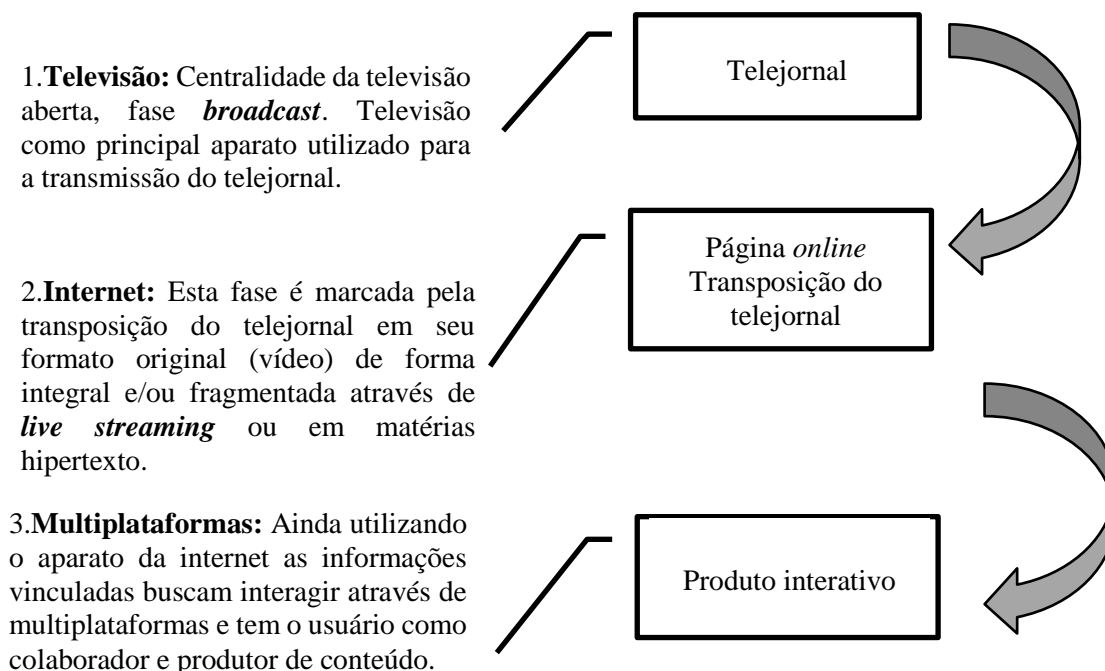 1.Televisão: Centralidade da televisão
aberta, fase broadcast. Televisão
como principal aparato utilizado para
a transmissão do telejornal.
Telejornal
2.Internet: Esta fase é marcada pela
transposição do telejornal em seu
formato original (vídeo) de forma
integral e/ou fragmentada através de
live streaming ou em matérias
hipertexto.
Página online
Transposição do
telejornal
3.Multiplataformas: Ainda utilizando
o aparato da internet as informações
vinculadas buscam interagir através de
multiplataformas e tem o usuário como
colaborador e produtor de conteúdo.
Produto interativo